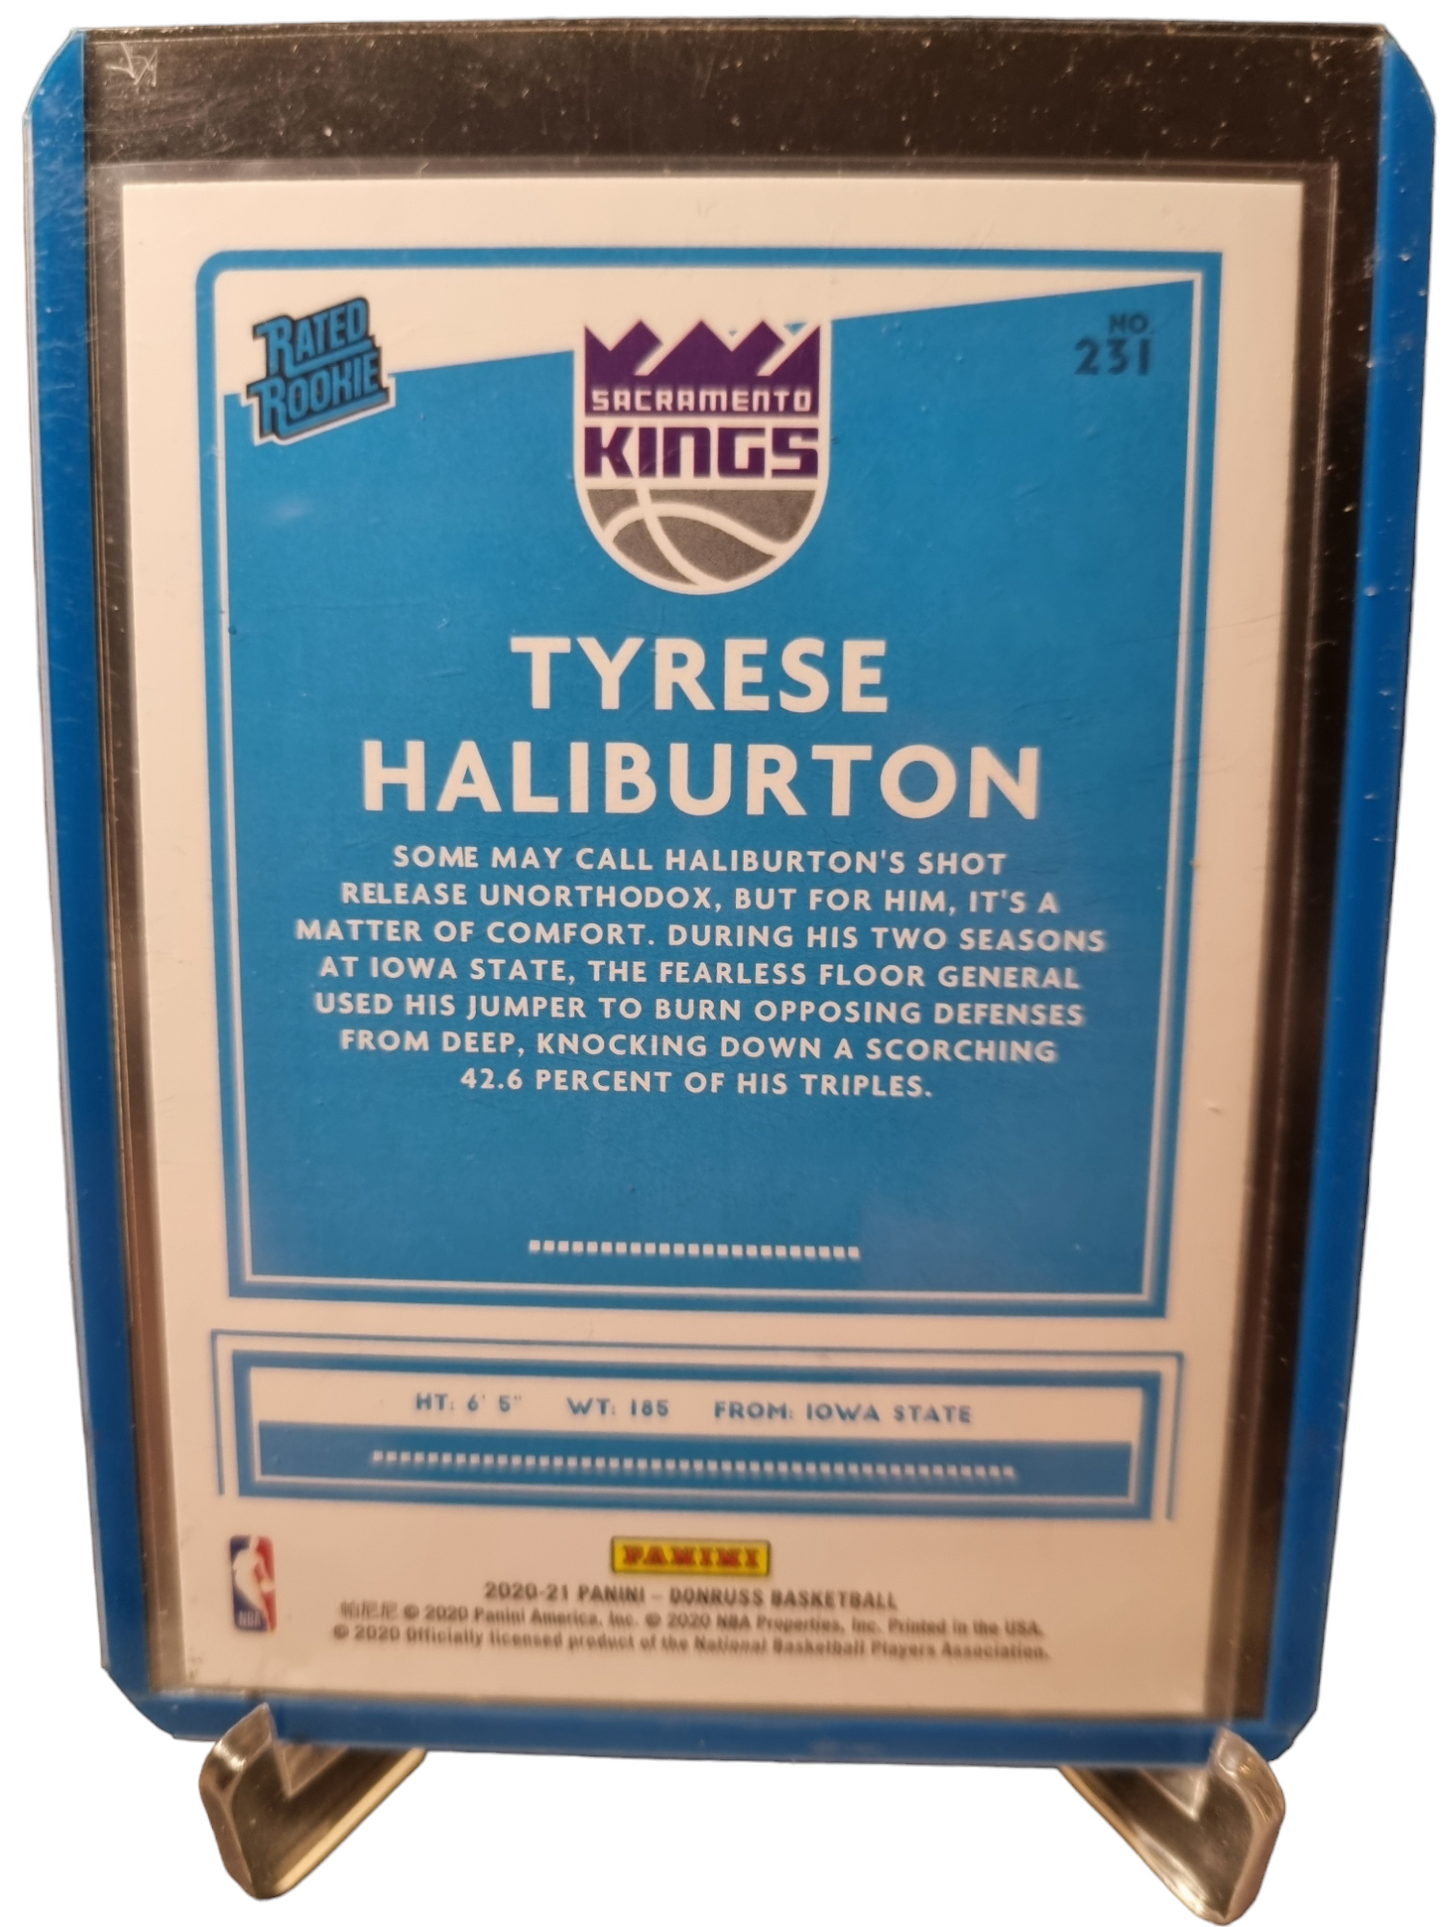 RATED
ROOKIE
NO.
231
SACRAMENTO
KINGS
TYRESE
HALIBURTON
SOME MAY CALL HALIBURTON'S SHOT
RELEASE UNORTHODOX, BUT FOR HIM, IT'S A
MATTER OF COMFORT. DURING HIS TWO SEASONS
AT IOWA STATE, THE FEARLESS FLOOR GENERAL
USED HIS JUMPER TO BURN OPPOSING DEFENSES
FROM DEEP, KNOCKING DOWN A SCORCHING
42.6 PERCENT OF HIS TRIPLES.
HT: 6' 5" WT: 185 FROM: IOWA STATE
PANINI
NBA
2020-21 PANINI – DONRUSS BASKETBALL
帕尼尼 © 2020 Panini America, Inc. © 2020 NBA Properties, Inc. Printed in the USA.
© 2020 Officially licensed product of the National Basketball Players Association.